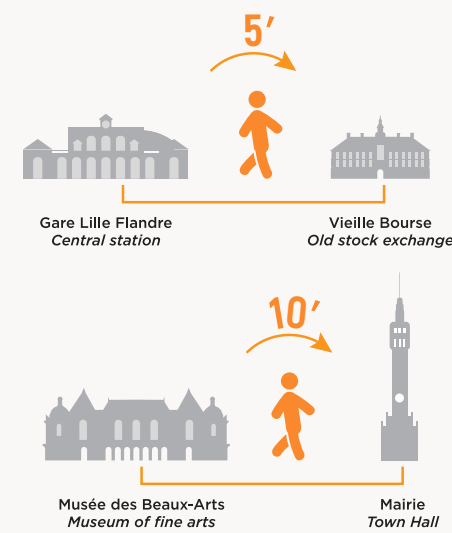 5'
Gare Lille Flandre
Central station
Vieille Bourse
Old stock exchange
10'
Musée des Beaux-Arts
Museum of fine arts
Mairie
Town Hall